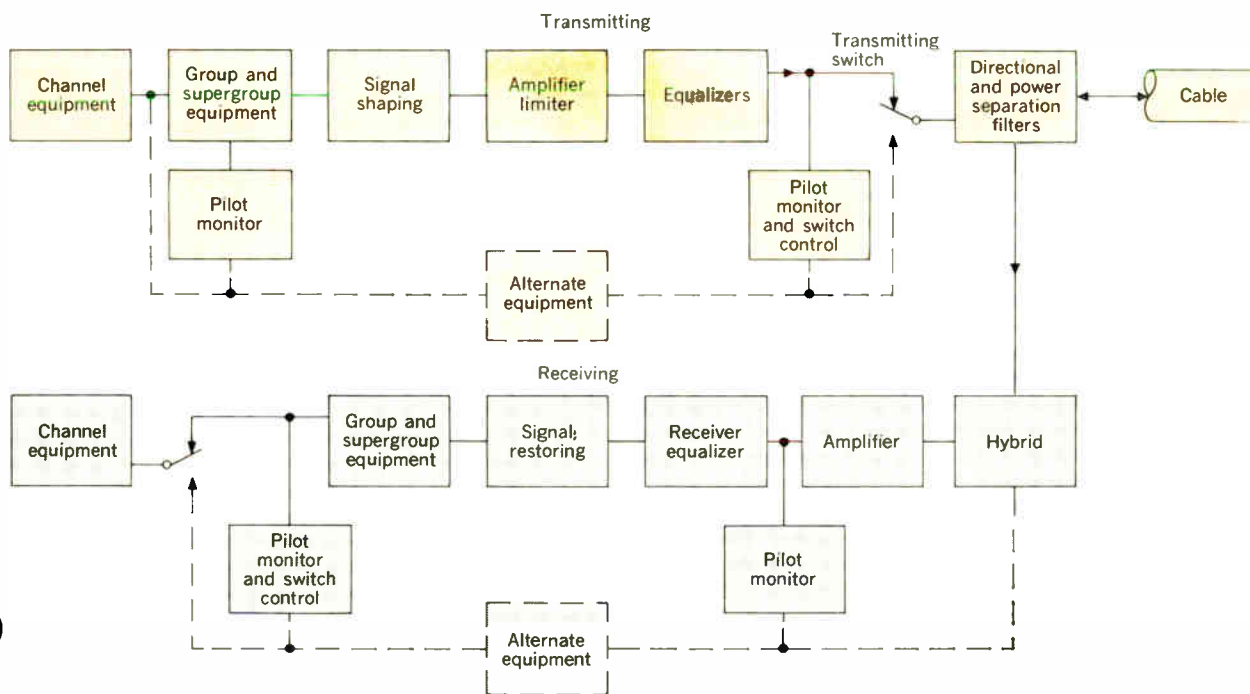 Transmitting
Channel
equipment
Group and
supergroup
equipment
Signal
shaping
Amplifier
limiter
Equalizers
Transmitting
switch
Directional
and power
separation
filters
Cable
Pilot
monitor
Pilot
monitor
and switch
control
Alternate
equipment
Receiving
Channel
equipment
Group and
supergroup
equipment
Signal
restoring
Receiver
equalizer
Amplifier
Hybrid
Pilot
monitor
and switch
control
Pilot
monitor
Alternate
equipment